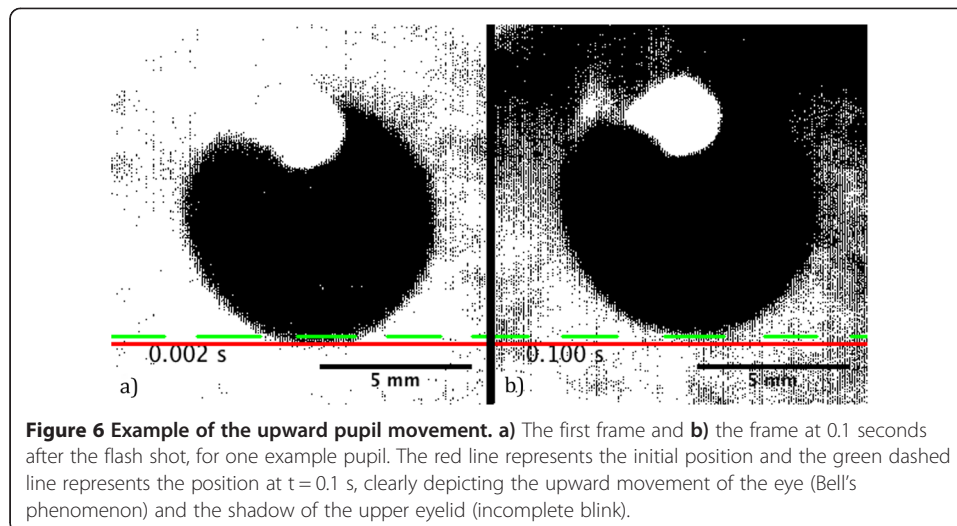 0.002 s
5 mm
a)
0.100 s
5 mm
b)
Figure 6 Example of the upward pupil movement. a) The first frame and b) the frame at 0.1 seconds
after the flash shot, for one example pupil. The red line represents the initial position and the green dashed
line represents the position at t = 0.1 s, clearly depicting the upward movement of the eye (Bell's
phenomenon) and the shadow of the upper eyelid (incomplete blink).